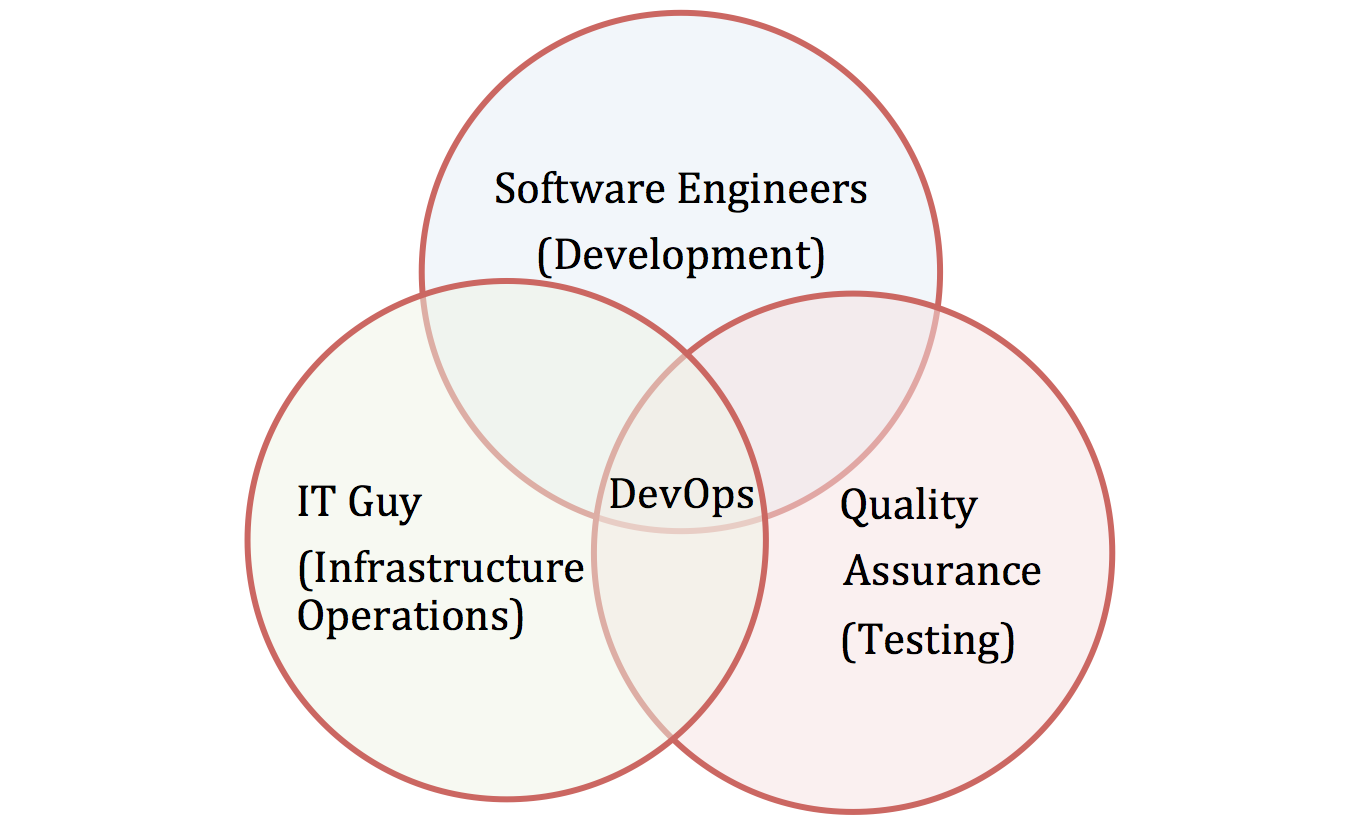 Software Engineers
(Development)
DevOps
IT Guy
(Infrastructure
Operations)
Quality
Assurance
(Testing)